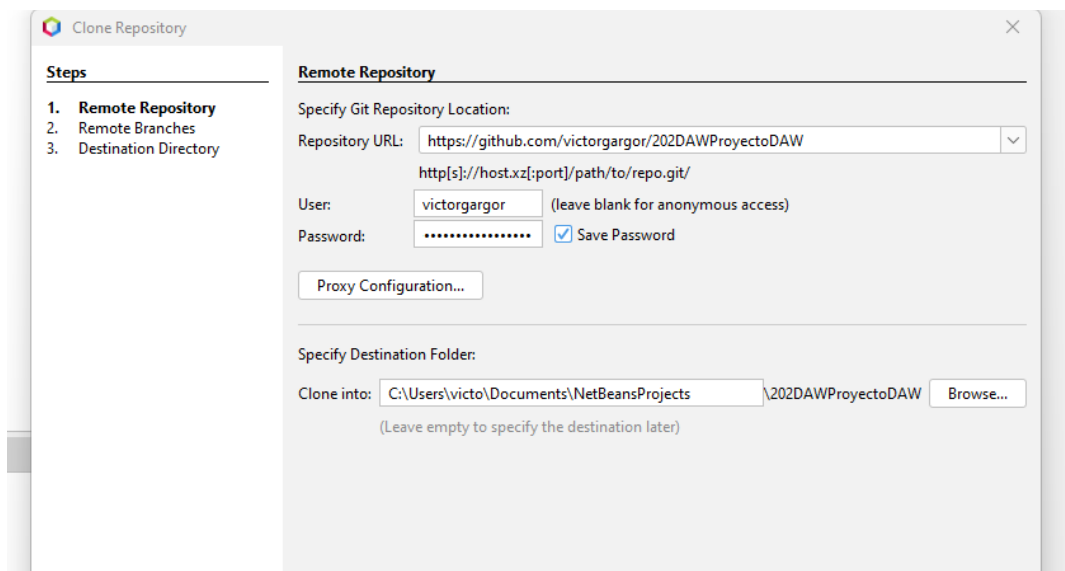 Clone Repository
Steps
1. Remote Repository
2. Remote Branches
3. Destination Directory
Remote Repository
Specify Git Repository Location:
Repository URL: https://github.com/victorgargor/202DAWProyectoDAW
http[s]://host.xz[:port]/path/to/repo.git/
User: victorgargor (leave blank for anonymous access)
Password: ••••••••••••••••• Save Password
Proxy Configuration...
Specify Destination Folder:
Clone into: C:\Users\victo\Documents\NetBeansProjects \202DAWProyectoDAW Browse...
(Leave empty to specify the destination later)